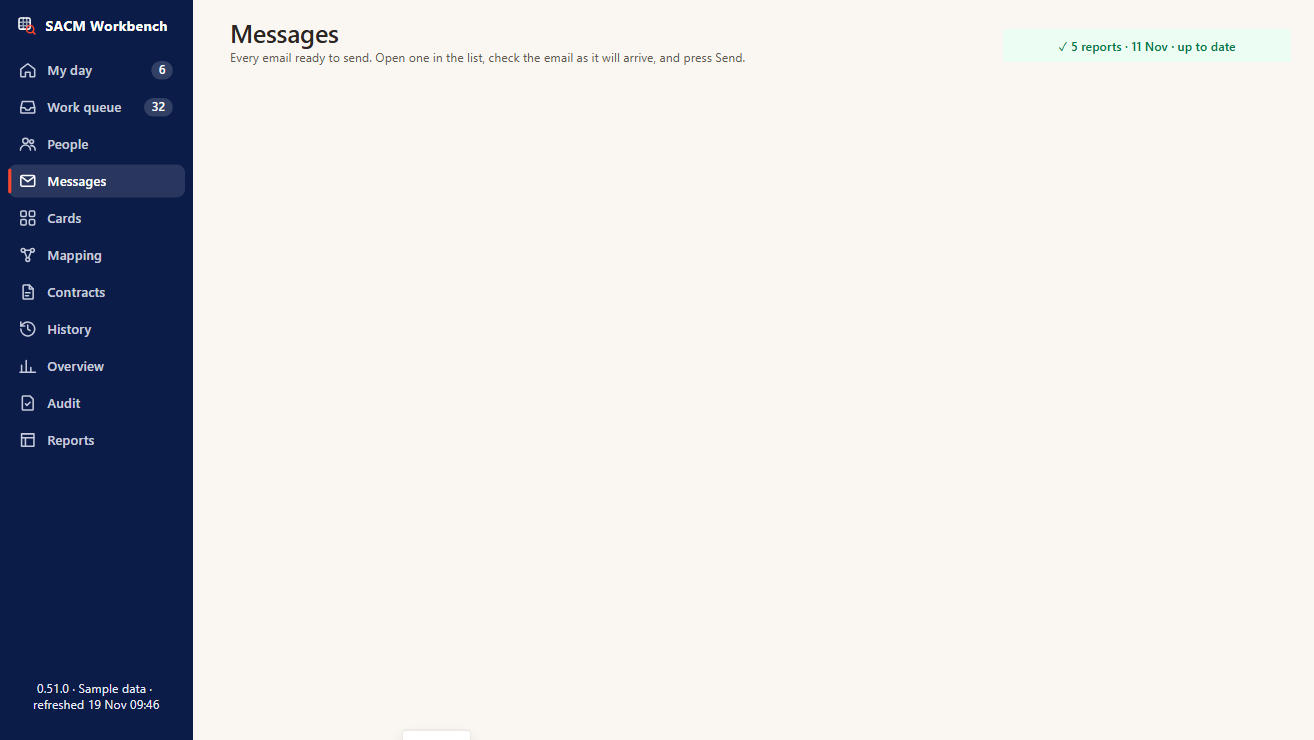 SACM Workbench
My day 6
Work queue 32
People
Messages
Cards
Mapping
Contracts
History
Overview
Audit
Reports
0.51.0 · Sample data ·
refreshed 19 Nov 09:46
Messages
Every email ready to send. Open one in the list, check the email as it will arrive, and press Send.
✓ 5 reports · 11 Nov · up to date